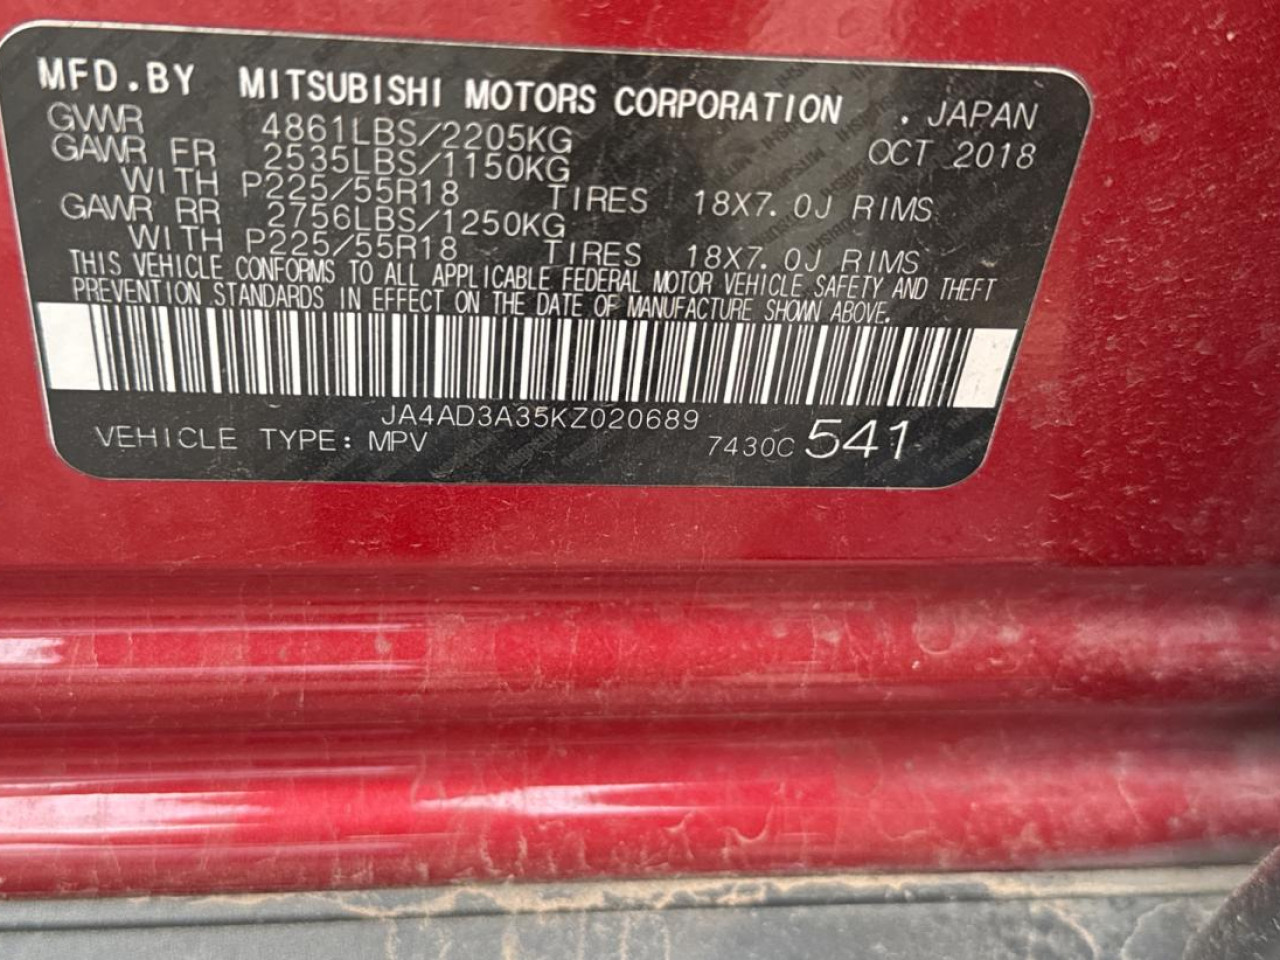 MFD.BY MITSUBISHI MOTORS CORPORATION . JAPAN
GVWR 4861LBS/2205KG OCT 2018
GAWR FR 2535LBS/1150KG
WITH P225/55R18 TIRES 18X7.0J RIMS
GAWR RR 2756LBS/1250KG
WITH P225/55R18 TIRES 18X7.0J RIMS
THIS VEHICLE CONFORMS TO ALL APPLICABLE FEDERAL MOTOR VEHICLE SAFETY AND THEFT
PREVENTION STANDARDS IN EFFECT ON THE DATE OF MANUFACTURE SHOWN ABOVE.
JA4AD3A35KZ020689
VEHICLE TYPE: MPV 7430C 541